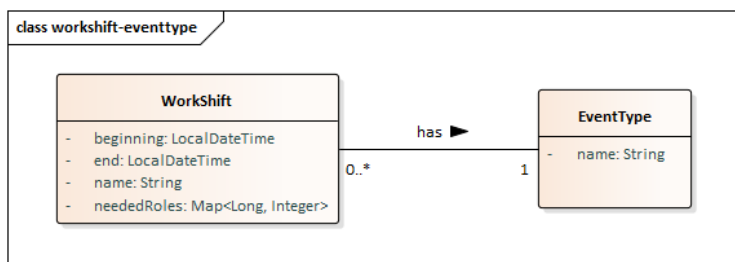 class workshift-eventtype
WorkShift
- beginning: LocalDateTime
- end: LocalDateTime
- name: String
- neededRoles: Map<Long, Integer>
has
0..*
1
EventType
- name: String